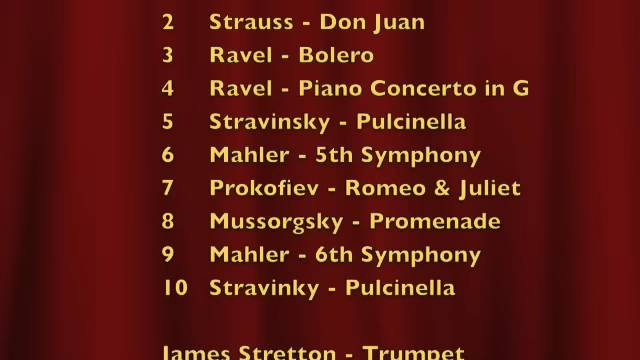 2 Strauss - Don Juan
3 Ravel - Bolero
4 Ravel - Piano Concerto in G
5 Stravinsky - Pulcinella
6 Mahler - 5th Symphony
7 Prokofiev - Romeo & Juliet
8 Mussorgsky - Promenade
9 Mahler - 6th Symphony
10 Stravinky - Pulcinella
James Stretton - Trumpet